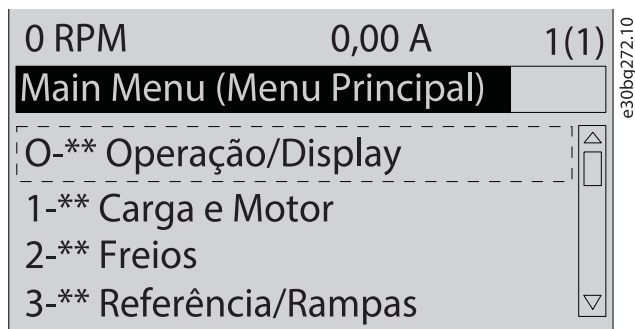 0 RPM 0,00 A 1(1)
Main Menu (Menu Principal)
O-** Operação/Display
1-** Carga e Motor
2-** Freios
3-** Referência/Rampas
e30bq272.10